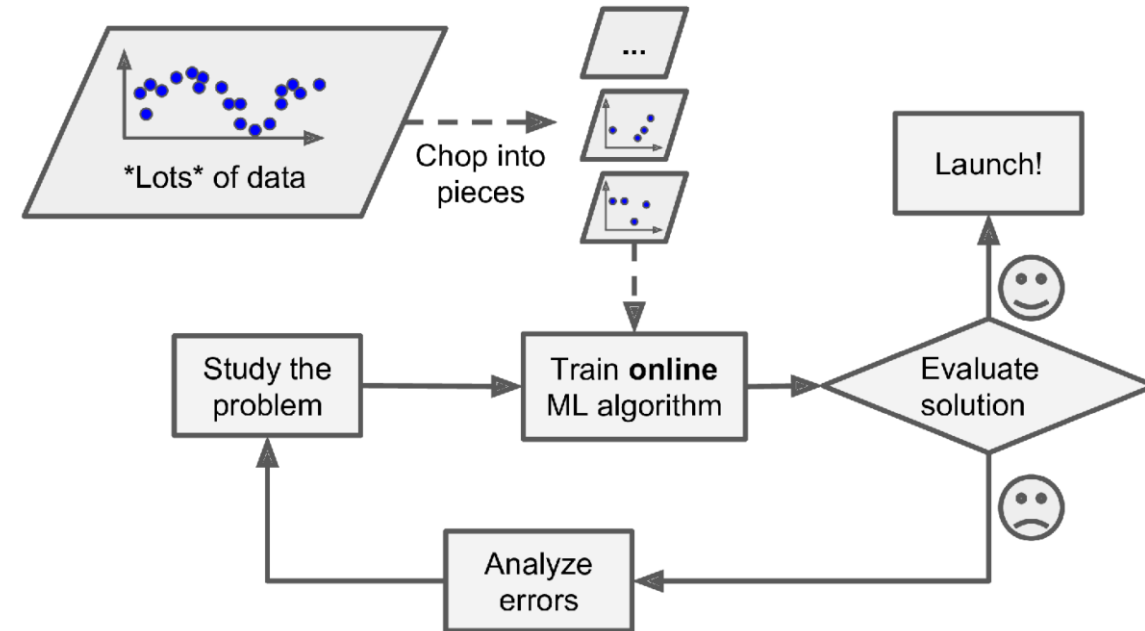 ...
*Lots* of data
Chop into
pieces
Launch!
Study the
problem
Train online
ML algorithm
Evaluate
solution
Analyze
errors